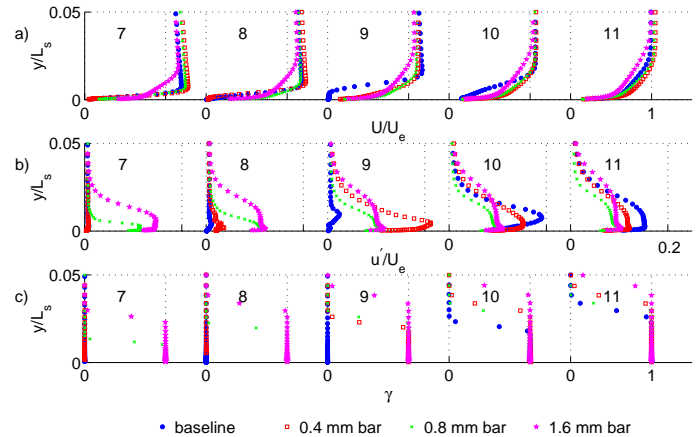 a) y/L_s 7 8 9 10 11
0 0 0 0 0 1
U/U_e
0.05
b) y/L_s 7 8 9 10 11
0
0 0 0 0 0 0.2
u'/U_e
0.05
c) y/L_s 7 8 9 10 11
0
0 0 0 0 0 1
γ
baseline 0.4 mm bar 0.8 mm bar 1.6 mm bar